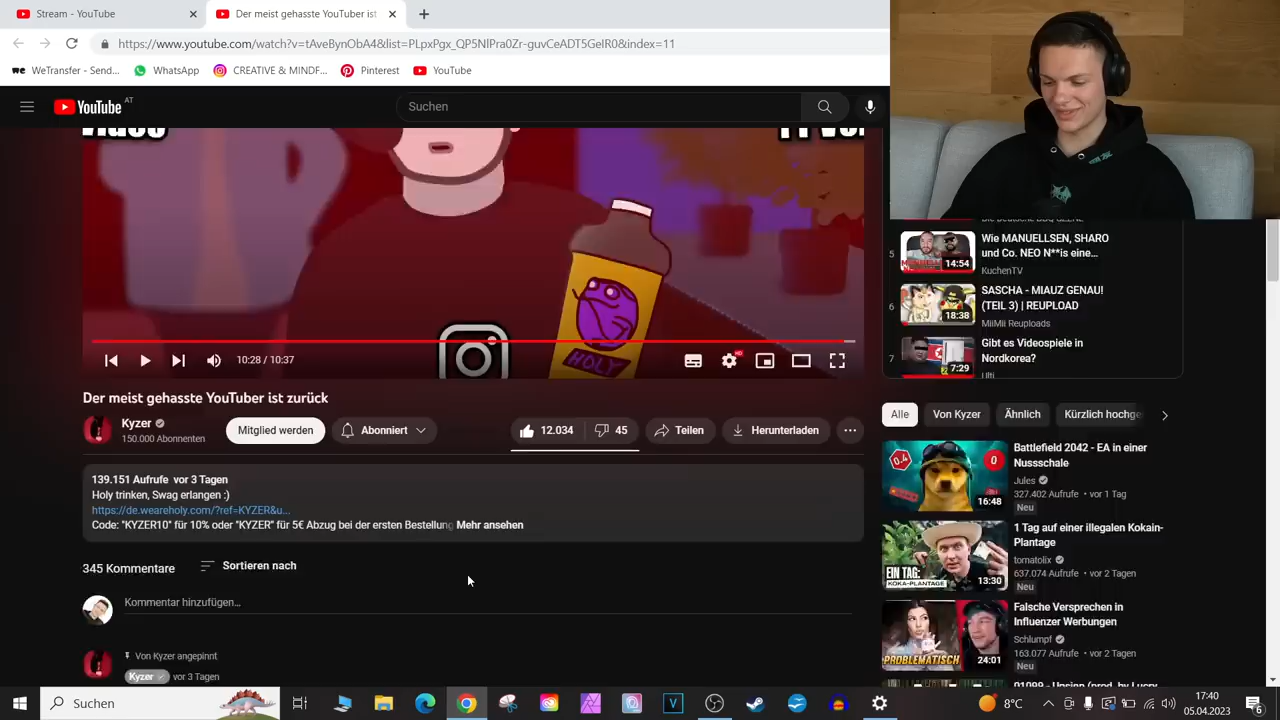 Stream - YouTube
Der meist gehasste YouTuber ist
https://www.youtube.com/watch?v=tAveBynObA4&list=PLpxPgx_QP5NlPra0Zr-guvCeADT5GeIR0&index=11
WeTransfer - Send...
WhatsApp
CREATIVE & MINDF...
Pinterest
YouTube
YouTube AT
Suchen
HOLY
10:28 / 10:37
Der meist gehasste YouTuber ist zurück
Kyzer
150.000 Abonnenten
Mitglied werden
Abonniert
12.034
45
Teilen
Herunterladen
139.151 Aufrufe vor 3 Tagen
Holy trinken, Swag erlangen :)
https://de.weareholy.com/?ref=KYZER&u...
Code: "KYZER10" für 10% oder "KYZER" für 5€ Abzug bei der ersten Bestellung Mehr ansehen
345 Kommentare
Sortieren nach
Kommentar hinzufügen...
Von Kyzer angepinnt
Kyzer
vor 3 Tagen
5
14:54
Wie MANUELLSEN, SHARO
und Co. NEO N**is eine...
KuchenTV
6
18:38
SASCHA - MIAUZ GENAU!
(TEIL 3) | REUPLOAD
MiiMii Reuploads
7
7:29
Gibt es Videospiele in
Nordkorea?
Ulti
Alle
Von Kyzer
Ähnlich
Kürzlich hochge
0.4
0
16:48
Battlefield 2042 - EA in einer
Nussschale
Jules
327.402 Aufrufe • vor 1 Tag
Neu
EIN TAG:
KOKA-PLANTAGE
13:30
1 Tag auf einer illegalen Kokain-
Plantage
tomatolix
637.074 Aufrufe • vor 2 Tagen
Neu
PROBLEMATISCH
24:01
Falsche Versprechen in
Influenzer Werbungen
Schlumpf
163.077 Aufrufe • vor 2 Tagen
Neu
Suchen
8°C
17:40
05.04.2023
6